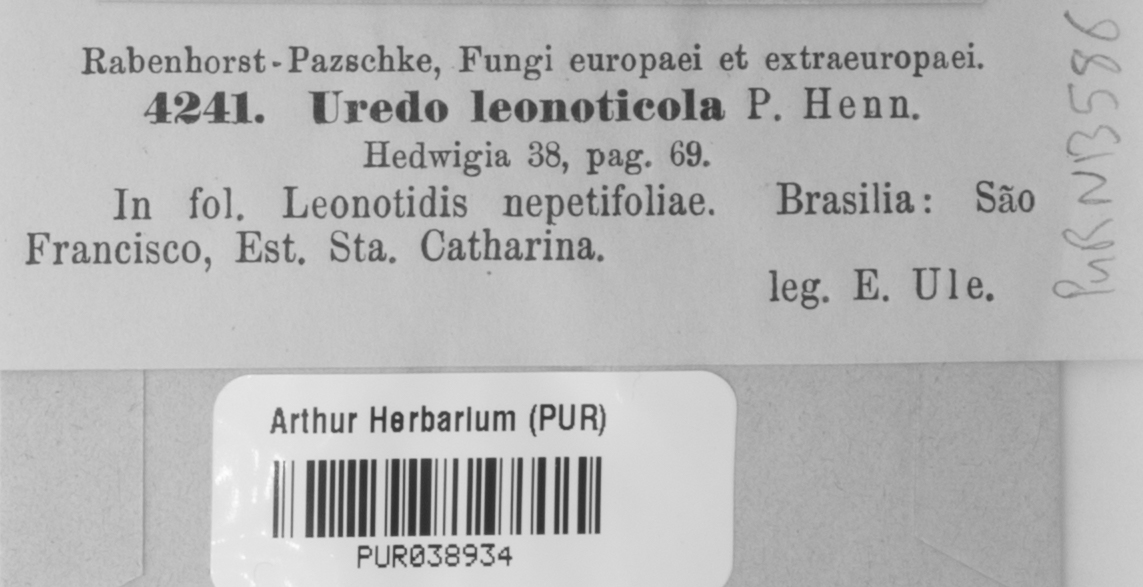 Rabenhorst-Pazschke, Fungi europaei et extraeuropaei.
4241. Uredo leonoticola P. Henn.
Hedwigia 38, pag. 69.
In fol. Leonotidis nepetifoliae. Brasilia: São
Francisco, Est. Sta. Catharina.
leg. E. Ule.
PUR N13586
Arthur Herbarium (PUR)
PUR038934